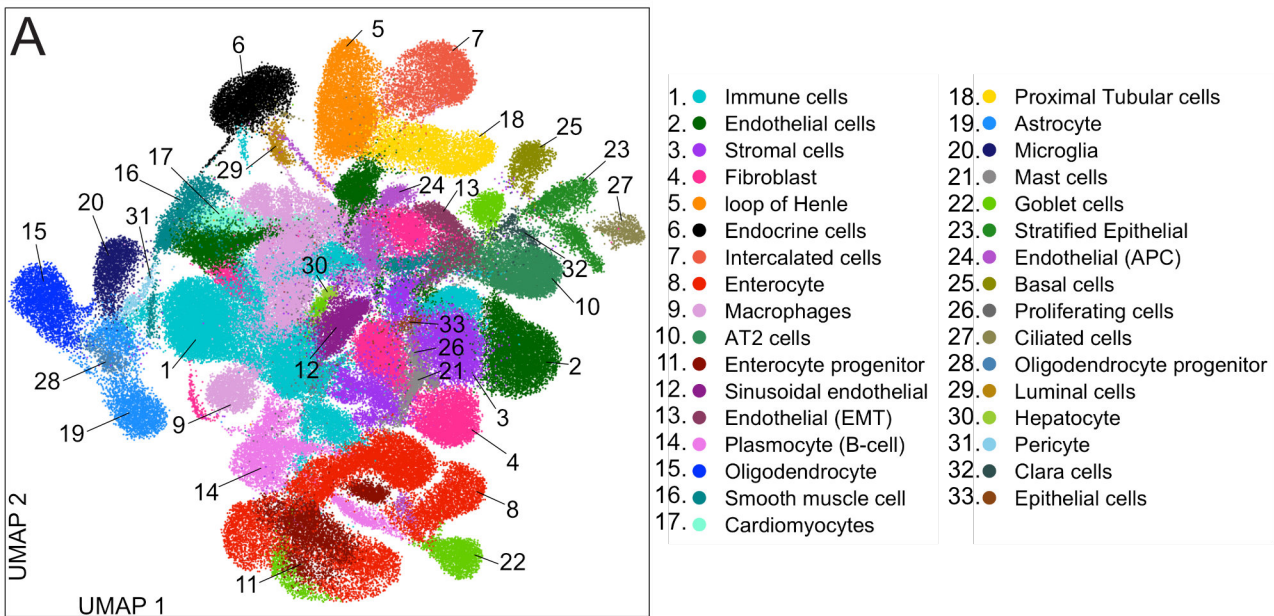 A
5
6
7
18
25
17
29
24
13
23
16
27
20
31
15
30
32
10
33
1
12
26
2
28
21
3
19
9
4
14
8
11
22
UMAP 2
UMAP 1
1. Immune cells
2. Endothelial cells
3. Stromal cells
4. Fibroblast
5. loop of Henle
6. Endocrine cells
7. Intercalated cells
8. Enterocyte
9. Macrophages
10. AT2 cells
11. Enterocyte progenitor
12. Sinusoidal endothelial
13. Endothelial (EMT)
14. Plasmocyte (B-cell)
15. Oligodendrocyte
16. Smooth muscle cell
17. Cardiomyocytes
18. Proximal Tubular cells
19. Astrocyte
20. Microglia
21. Mast cells
22. Goblet cells
23. Stratified Epithelial
24. Endothelial (APC)
25. Basal cells
26. Proliferating cells
27. Ciliated cells
28. Oligodendrocyte progenitor
29. Luminal cells
30. Hepatocyte
31. Pericyte
32. Clara cells
33. Epithelial cells